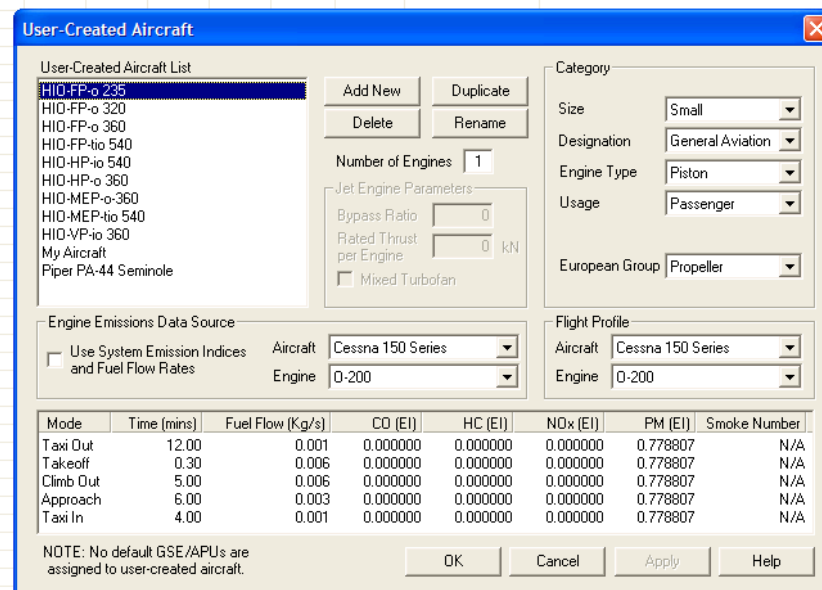 User-Created Aircraft
User-Created Aircraft List
HIO-FP-o 235
HIO-FP-o 320
HIO-FP-o 360
HIO-FP-tio 540
HIO-HP-io 540
HIO-HP-o 360
HIO-MEP-o-360
HIO-MEP-tio 540
HIO-VP-io 360
My Aircraft
Piper PA-44 Seminole
Add New Duplicate
Delete Rename
Number of Engines 1
Jet Engine Parameters
Bypass Ratio 0
Rated Thrust
per Engine 0 kN
Mixed Turbofan
Category
Size Small
Designation General Aviation
Engine Type Piston
Usage Passenger
European Group Propeller
Engine Emissions Data Source
Use System Emission Indices
and Fuel Flow Rates
Aircraft Cessna 150 Series
Engine O-200
Flight Profile
Aircraft Cessna 150 Series
Engine O-200
Mode Time (mins) Fuel Flow (Kg/s) CO (EI) HC (EI) NOx (EI) PM (EI) Smoke Number
Taxi Out 12.00 0.001 0.000000 0.000000 0.000000 0.778807 N/A
Takeoff 0.30 0.006 0.000000 0.000000 0.000000 0.778807 N/A
Climb Out 5.00 0.006 0.000000 0.000000 0.000000 0.778807 N/A
Approach 6.00 0.003 0.000000 0.000000 0.000000 0.778807 N/A
Taxi In 4.00 0.001 0.000000 0.000000 0.000000 0.778807 N/A
NOTE: No default GSE/APUs are
assigned to user-created aircraft.
OK Cancel Apply Help